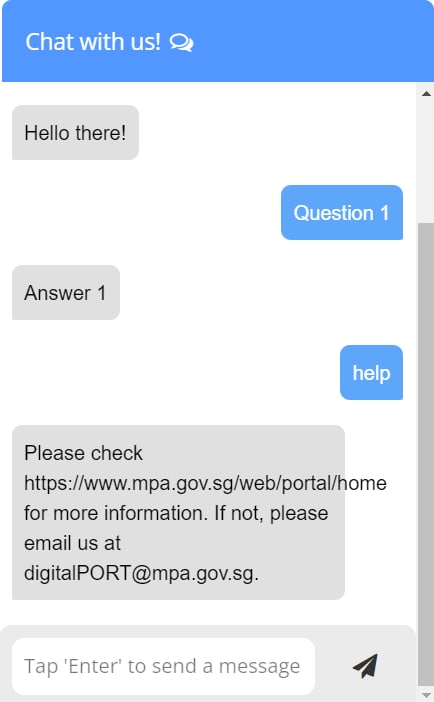 Chat with us!
Hello there!
Question 1
Answer 1
help
Please check
https://www.mpa.gov.sg/web/portal/home
for more information. If not, please
email us at
digitalPORT@mpa.gov.sg.
Tap 'Enter' to send a message